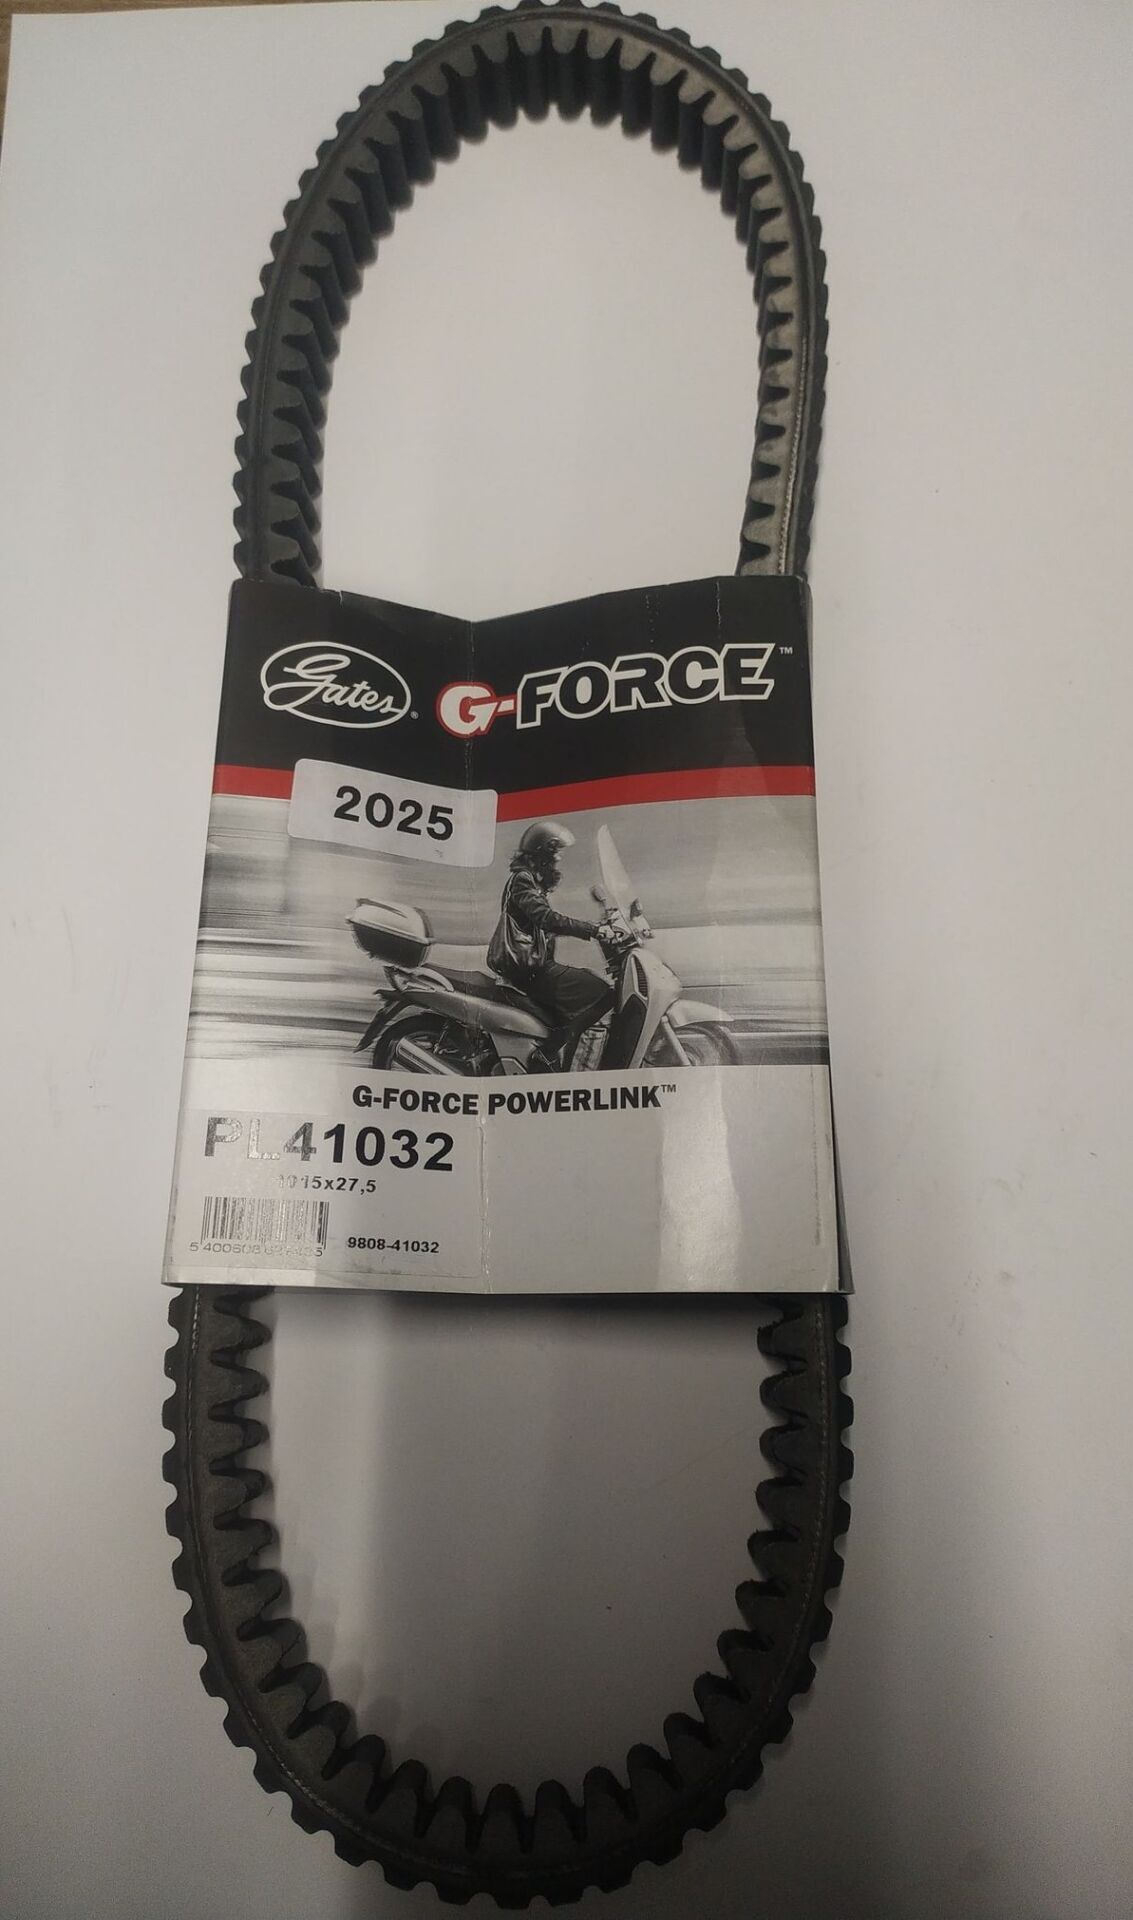 Gates®
G-FORCE™
2025
G-FORCE POWERLINK™
PL41032
1015x27,5
9808-41032